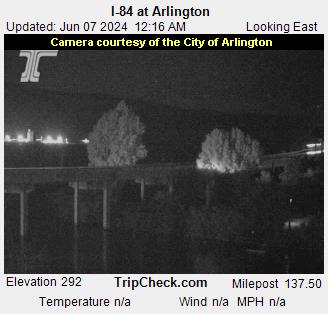 I-84 at Arlington
Updated: Jun 07 2024 12:16 AM Looking East
Camera courtesy of the City of Arlington
Elevation 292 TripCheck.com Milepost 137.50
Temperature n/a Wind n/a MPH n/a